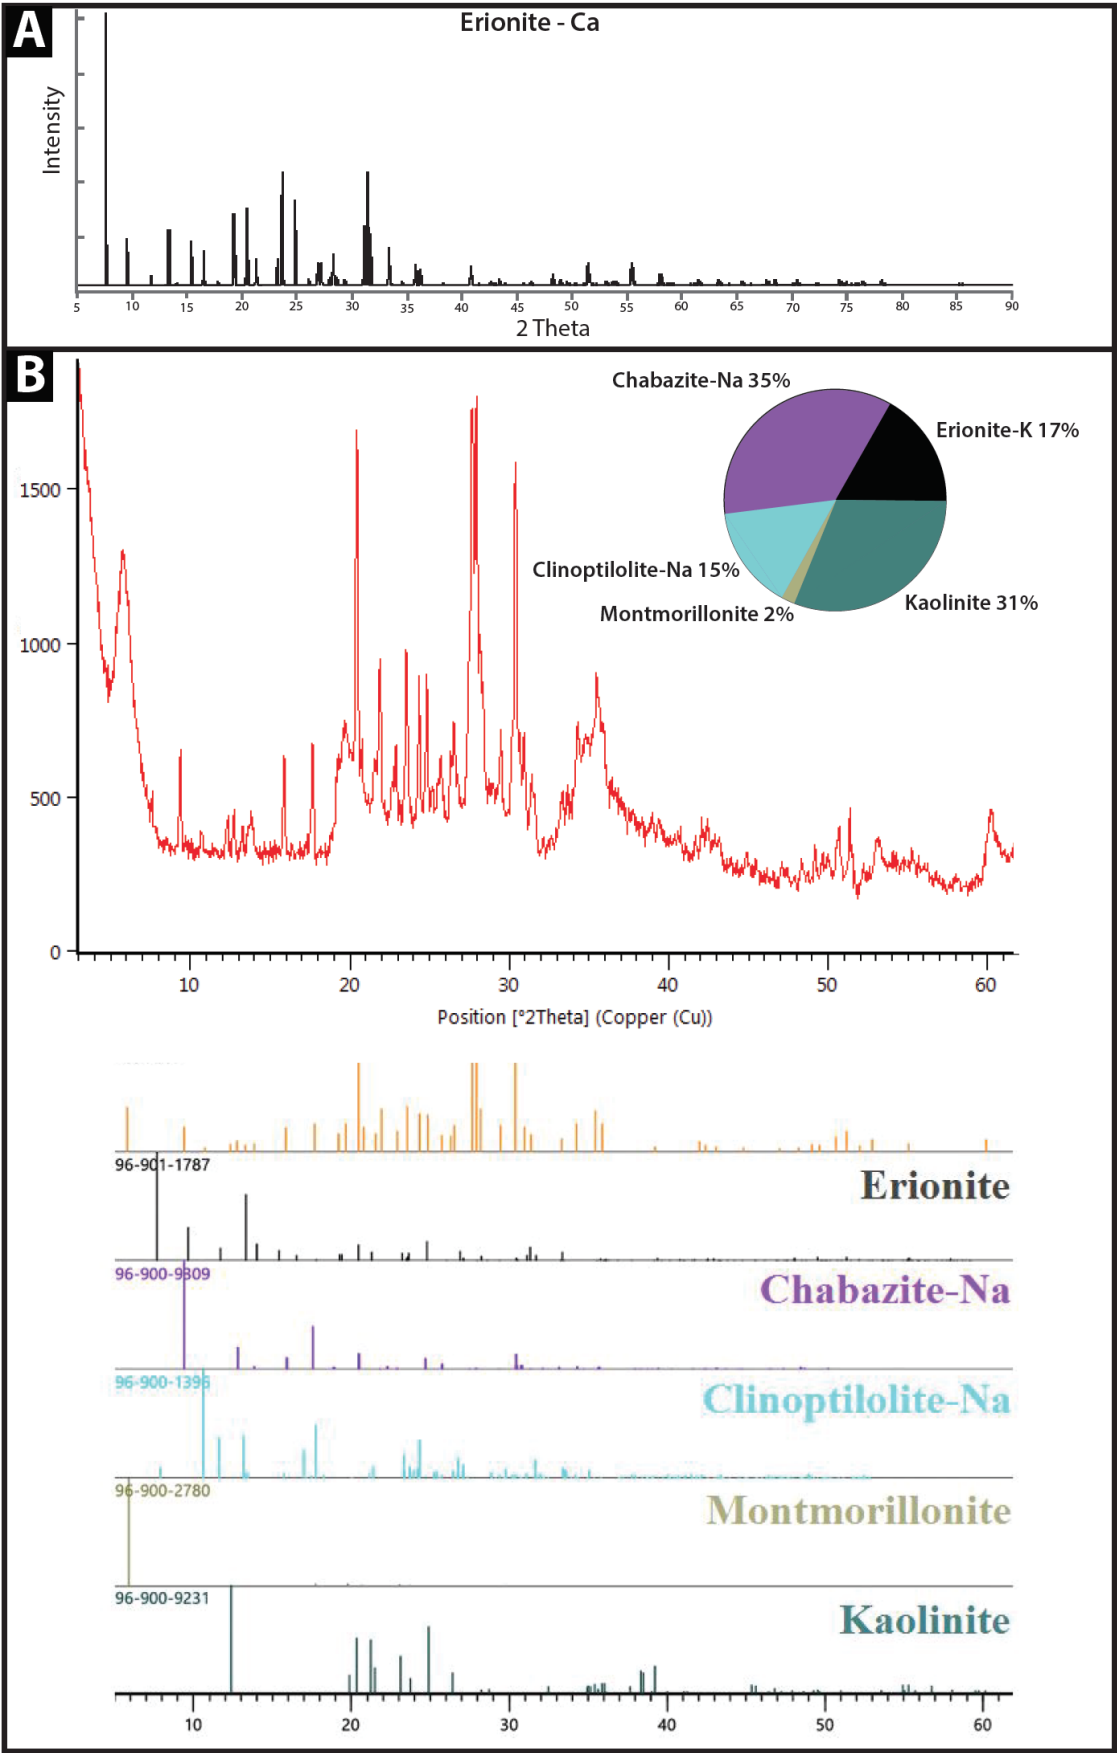 A
Erionite - Ca
Intensity
5 10 15 20 25 30 35 40 45 50 55 60 65 70 75 80 85 90
2 Theta
B
Chabazite-Na 35%
Erionite-K 17%
Clinoptilolite-Na 15%
Montmorillonite 2%
Kaolinite 31%
1500
1000
500
0
10 20 30 40 50 60
Position [°2Theta] (Copper (Cu))
96-901-1787
Erionite
96-900-9309
Chabazite-Na
96-900-1396
Clinoptilolite-Na
96-900-2780
Montmorillonite
96-900-9231
Kaolinite
10 20 30 40 50 60